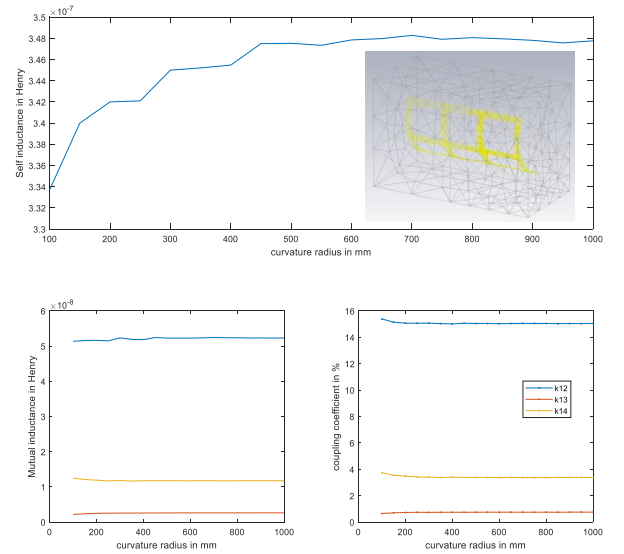 ×10⁻⁷
3.5
3.48
3.46
3.44
3.42
3.4
3.38
3.36
3.34
3.32
3.3
Self inductance in Henry
100 200 300 400 500 600 700 800 900 1000
curvature radius in mm
×10⁻⁸
6
5
4
3
2
1
0
Mutual inductance in Henry
0 200 400 600 800 1000
curvature radius in mm
16
14
12
10
8
6
4
2
0
coupling coefficient in %
k12
k13
k14
0 200 400 600 800 1000
curvature radius in mm